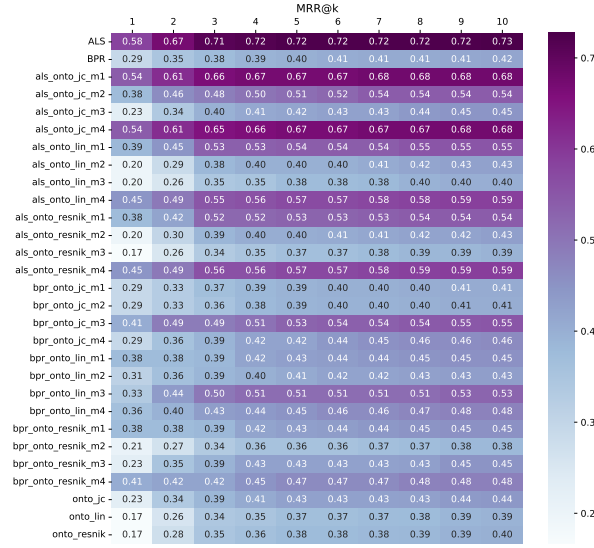 MRR@k
1 2 3 4 5 6 7 8 9 10
ALS 0.58 0.67 0.71 0.72 0.72 0.72 0.72 0.72 0.72 0.73
BPR 0.29 0.35 0.38 0.39 0.40 0.41 0.41 0.41 0.41 0.42
als_onto_jc_m1 0.54 0.61 0.66 0.67 0.67 0.67 0.68 0.68 0.68 0.68
als_onto_jc_m2 0.38 0.46 0.48 0.50 0.51 0.52 0.54 0.54 0.54 0.54
als_onto_jc_m3 0.23 0.34 0.40 0.41 0.42 0.43 0.43 0.44 0.45 0.45
als_onto_jc_m4 0.54 0.61 0.65 0.66 0.67 0.67 0.67 0.67 0.68 0.68
als_onto_lin_m1 0.39 0.45 0.53 0.53 0.54 0.54 0.54 0.55 0.55 0.55
als_onto_lin_m2 0.20 0.29 0.38 0.40 0.40 0.40 0.41 0.42 0.43 0.43
als_onto_lin_m3 0.20 0.26 0.35 0.35 0.38 0.38 0.38 0.40 0.40 0.40
als_onto_lin_m4 0.45 0.49 0.55 0.56 0.57 0.57 0.58 0.58 0.59 0.59
als_onto_resnik_m1 0.38 0.42 0.52 0.52 0.53 0.53 0.53 0.54 0.54 0.54
als_onto_resnik_m2 0.20 0.30 0.39 0.40 0.40 0.41 0.41 0.42 0.42 0.43
als_onto_resnik_m3 0.17 0.26 0.34 0.35 0.37 0.37 0.38 0.39 0.39 0.39
als_onto_resnik_m4 0.45 0.49 0.56 0.56 0.57 0.58 0.58 0.59 0.59 0.59
bpr_onto_jc_m1 0.29 0.33 0.37 0.39 0.39 0.40 0.40 0.40 0.41 0.41
bpr_onto_jc_m2 0.29 0.33 0.36 0.38 0.39 0.40 0.40 0.40 0.41 0.41
bpr_onto_jc_m3 0.41 0.49 0.49 0.51 0.53 0.54 0.54 0.54 0.55 0.55
bpr_onto_jc_m4 0.29 0.36 0.39 0.42 0.42 0.44 0.45 0.46 0.46 0.46
bpr_onto_lin_m1 0.38 0.38 0.39 0.42 0.43 0.44 0.44 0.45 0.45 0.45
bpr_onto_lin_m2 0.31 0.36 0.39 0.40 0.41 0.42 0.42 0.42 0.43 0.43
bpr_onto_lin_m3 0.33 0.44 0.50 0.51 0.51 0.51 0.51 0.51 0.53 0.53
bpr_onto_lin_m4 0.36 0.40 0.43 0.44 0.45 0.46 0.46 0.47 0.48 0.48
bpr_onto_resnik_m1 0.38 0.38 0.39 0.42 0.43 0.44 0.44 0.45 0.45 0.45
bpr_onto_resnik_m2 0.21 0.27 0.34 0.36 0.36 0.36 0.37 0.37 0.38 0.38
bpr_onto_resnik_m3 0.23 0.35 0.39 0.43 0.43 0.43 0.43 0.43 0.45 0.45
bpr_onto_resnik_m4 0.41 0.42 0.42 0.45 0.47 0.47 0.47 0.48 0.48 0.48
onto_jc 0.23 0.34 0.39 0.41 0.43 0.43 0.43 0.43 0.44 0.44
onto_lin 0.17 0.26 0.34 0.35 0.37 0.37 0.37 0.38 0.39 0.39
onto_resnik 0.17 0.28 0.35 0.36 0.38 0.38 0.38 0.39 0.39 0.40
0.7
0.6
0.5
0.4
0.3
0.2